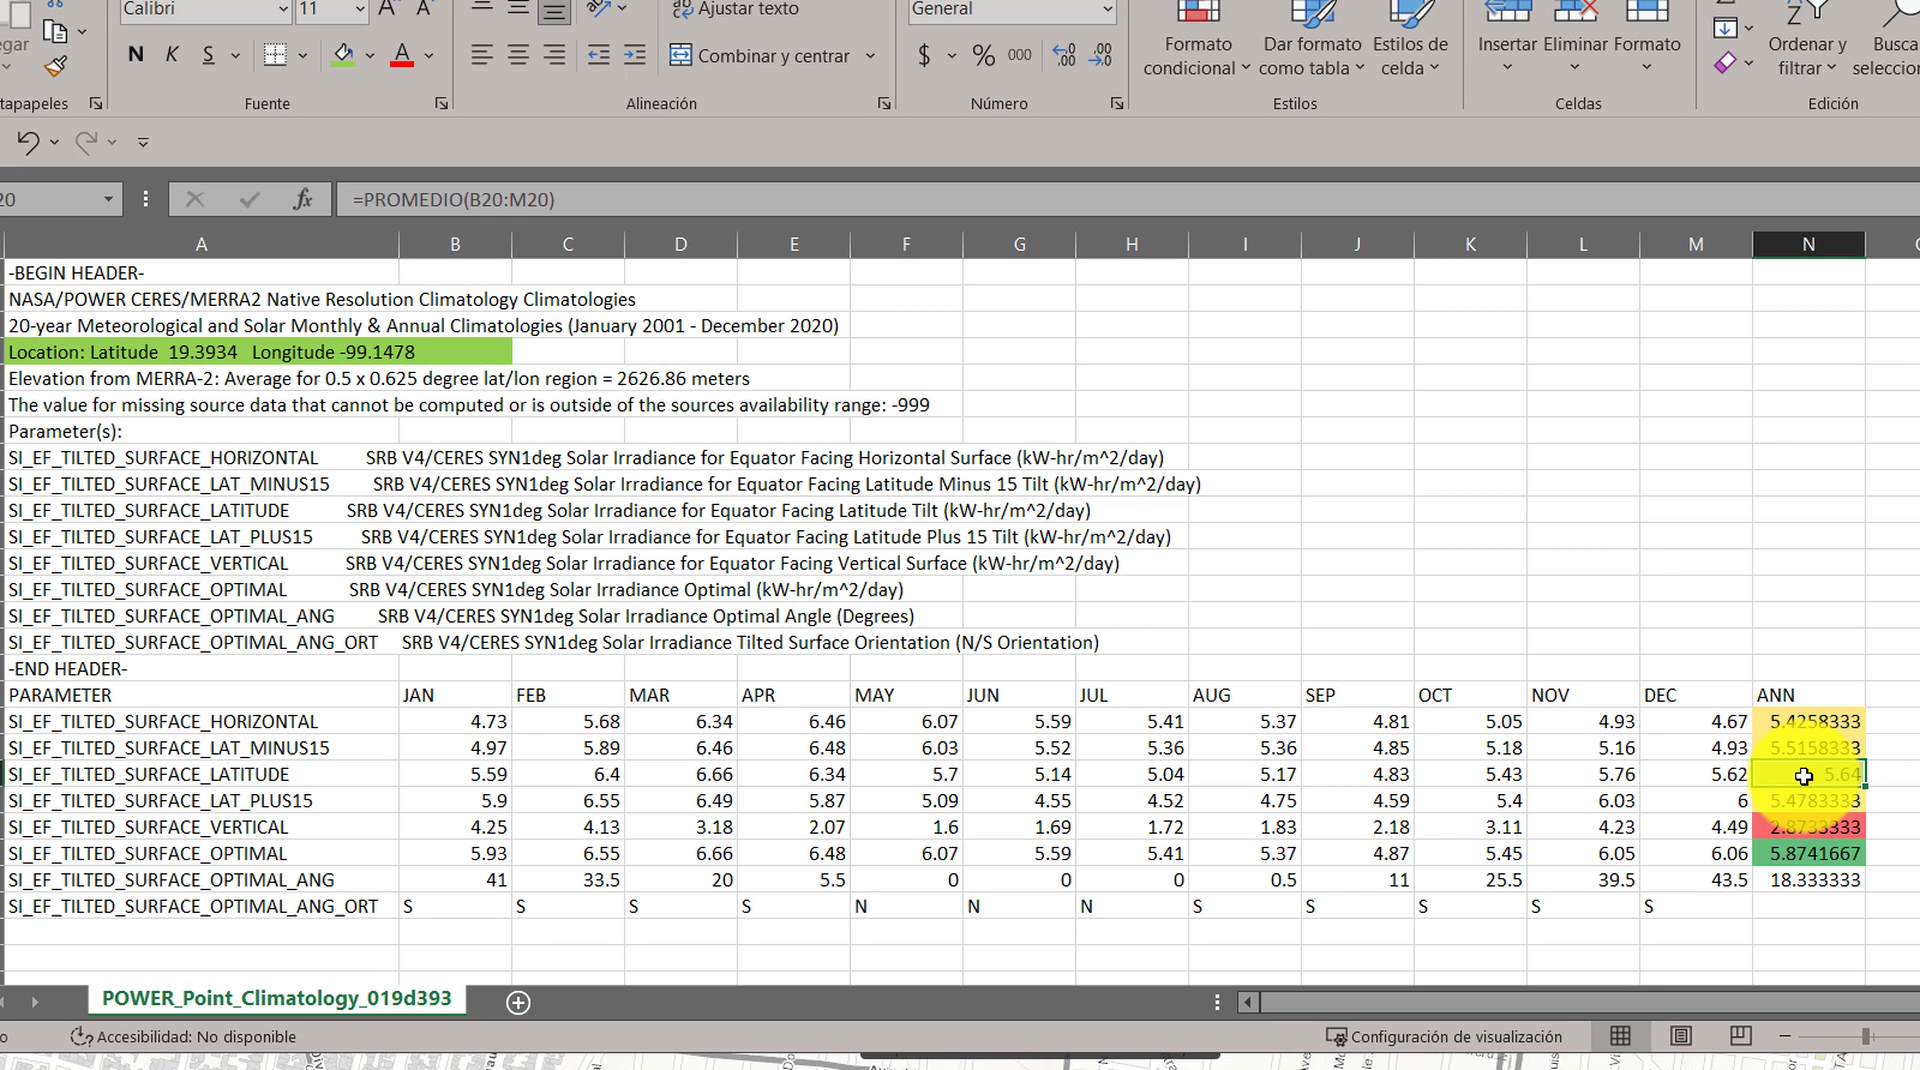 Calibri 11 A A Ajustar texto General
N K S A Combinar y centrar $ % 000 Formato condicional Dar formato como tabla Estilos de celda Insertar Eliminar Formato Ordenar y filtrar
Fuente Alineación Número Estilos Celdas Edición
=PROMEDIO(B20:M20)
A B C D E F G H I J K L M N
-BEGIN HEADER-
NASA/POWER CERES/MERRA2 Native Resolution Climatology Climatologies
20-year Meteorological and Solar Monthly & Annual Climatologies (January 2001 - December 2020)
Location: Latitude 19.3934 Longitude -99.1478
Elevation from MERRA-2: Average for 0.5 x 0.625 degree lat/lon region = 2626.86 meters
The value for missing source data that cannot be computed or is outside of the sources availability range: -999
Parameter(s):
SI_EF_TILTED_SURFACE_HORIZONTAL SRB V4/CERES SYN1deg Solar Irradiance for Equator Facing Horizontal Surface (kW-hr/m^2/day)
SI_EF_TILTED_SURFACE_LAT_MINUS15 SRB V4/CERES SYN1deg Solar Irradiance for Equator Facing Latitude Minus 15 Tilt (kW-hr/m^2/day)
SI_EF_TILTED_SURFACE_LATITUDE SRB V4/CERES SYN1deg Solar Irradiance for Equator Facing Latitude Tilt (kW-hr/m^2/day)
SI_EF_TILTED_SURFACE_LAT_PLUS15 SRB V4/CERES SYN1deg Solar Irradiance for Equator Facing Latitude Plus 15 Tilt (kW-hr/m^2/day)
SI_EF_TILTED_SURFACE_VERTICAL SRB V4/CERES SYN1deg Solar Irradiance for Equator Facing Vertical Surface (kW-hr/m^2/day)
SI_EF_TILTED_SURFACE_OPTIMAL SRB V4/CERES SYN1deg Solar Irradiance Optimal (kW-hr/m^2/day)
SI_EF_TILTED_SURFACE_OPTIMAL_ANG SRB V4/CERES SYN1deg Solar Irradiance Optimal Angle (Degrees)
SI_EF_TILTED_SURFACE_OPTIMAL_ANG_ORT SRB V4/CERES SYN1deg Solar Irradiance Tilted Surface Orientation (N/S Orientation)
-END HEADER-
PARAMETER JAN FEB MAR APR MAY JUN JUL AUG SEP OCT NOV DEC ANN
SI_EF_TILTED_SURFACE_HORIZONTAL 4.73 5.68 6.34 6.46 6.07 5.59 5.41 5.37 4.81 5.05 4.93 4.67 5.4258333
SI_EF_TILTED_SURFACE_LAT_MINUS15 4.97 5.89 6.46 6.48 6.03 5.52 5.36 5.36 4.85 5.18 5.16 4.93 5.5158333
SI_EF_TILTED_SURFACE_LATITUDE 5.59 6.4 6.66 6.34 5.7 5.14 5.04 5.17 4.83 5.43 5.76 5.62 5.64
SI_EF_TILTED_SURFACE_LAT_PLUS15 5.9 6.55 6.49 5.87 5.09 4.55 4.52 4.75 4.59 5.4 6.03 6 5.4783333
SI_EF_TILTED_SURFACE_VERTICAL 4.25 4.13 3.18 2.07 1.6 1.69 1.72 1.83 2.18 3.11 4.23 4.49 2.8733333
SI_EF_TILTED_SURFACE_OPTIMAL 5.93 6.55 6.66 6.48 6.07 5.59 5.41 5.37 4.87 5.45 6.05 6.06 5.8741667
SI_EF_TILTED_SURFACE_OPTIMAL_ANG 41 33.5 20 5.5 0 0 0 0.5 11 25.5 39.5 43.5 18.333333
SI_EF_TILTED_SURFACE_OPTIMAL_ANG_ORT S S S S N N N S S S S S
POWER_Point_Climatology_019d393
Accesibilidad: No disponible Configuración de visualización